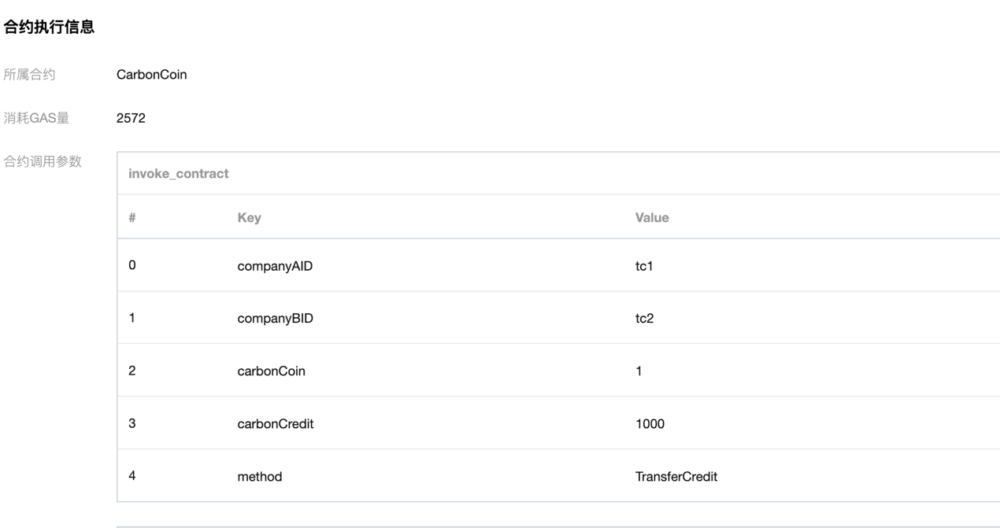 合约执行信息
所属合约 CarbonCoin
消耗GAS量 2572
合约调用参数
invoke_contract
# Key Value
0 companyAID tc1
1 companyBID tc2
2 carbonCoin 1
3 carbonCredit 1000
4 method TransferCredit